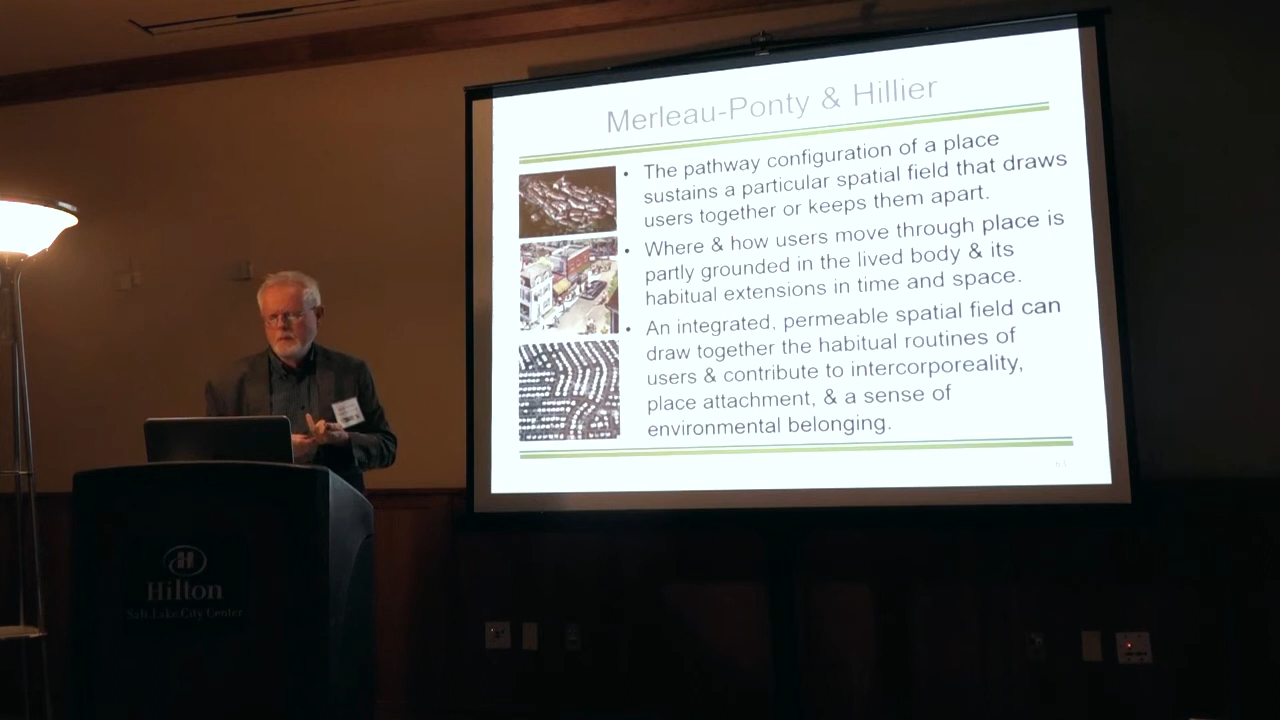 Merleau-Ponty & Hillier
• The pathway configuration of a place
sustains a particular spatial field that draws
users together or keeps them apart.
• Where & how users move through place is
partly grounded in the lived body & its
habitual extensions in time and space.
• An integrated, permeable spatial field can
draw together the habitual routines of
users & contribute to intercorporeality,
place attachment, & a sense of
environmental belonging.
H
Hilton
Salt Lake City Center